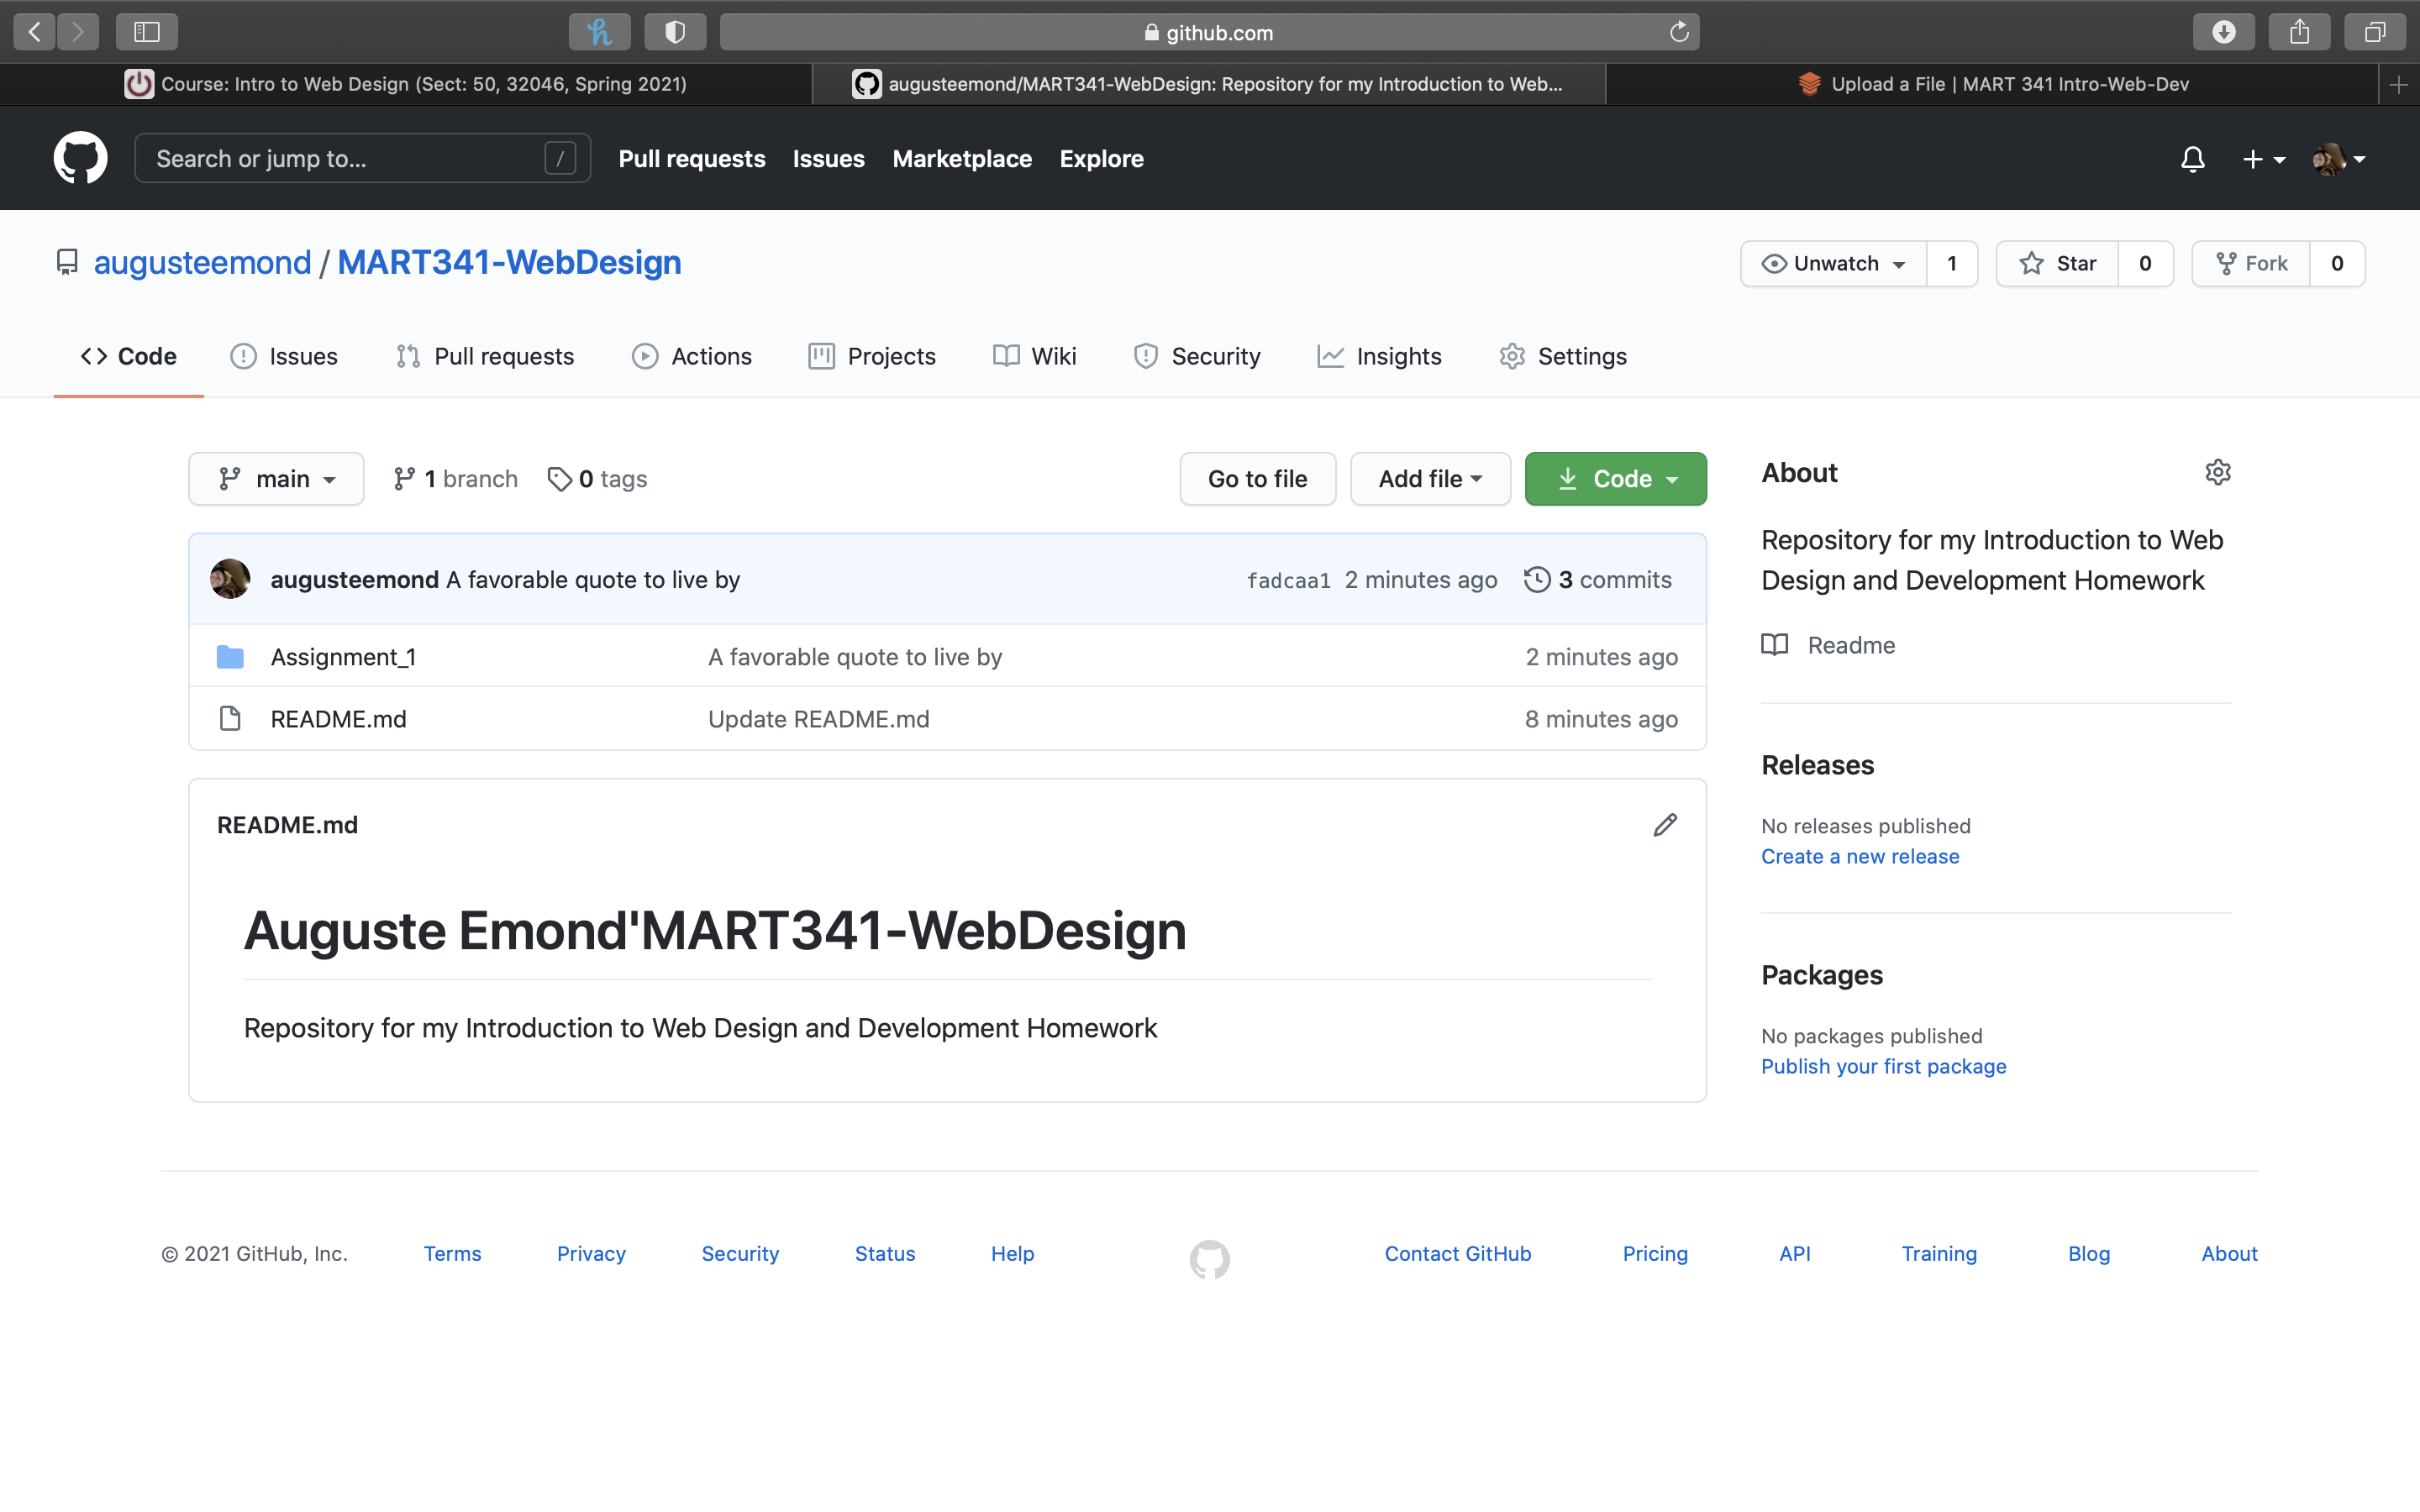 github.com
Course: Intro to Web Design (Sect: 50, 32046, Spring 2021)
augusteemond/MART341-WebDesign: Repository for my Introduction to Web...
Upload a File | MART 341 Intro-Web-Dev
Search or jump to... /
Pull requests Issues Marketplace Explore
augusteemond / MART341-WebDesign
Unwatch 1 Star 0 Fork 0
Code Issues Pull requests Actions Projects Wiki Security Insights Settings
main 1 branch 0 tags Go to file Add file Code
augusteemond A favorable quote to live by fadcaa1 2 minutes ago 3 commits
Assignment_1 A favorable quote to live by 2 minutes ago
README.md Update README.md 8 minutes ago
README.md
Auguste Emond'MART341-WebDesign
Repository for my Introduction to Web Design and Development Homework
About
Repository for my Introduction to Web
Design and Development Homework
Readme
Releases
No releases published
Create a new release
Packages
No packages published
Publish your first package
© 2021 GitHub, Inc. Terms Privacy Security Status Help Contact GitHub Pricing API Training Blog About